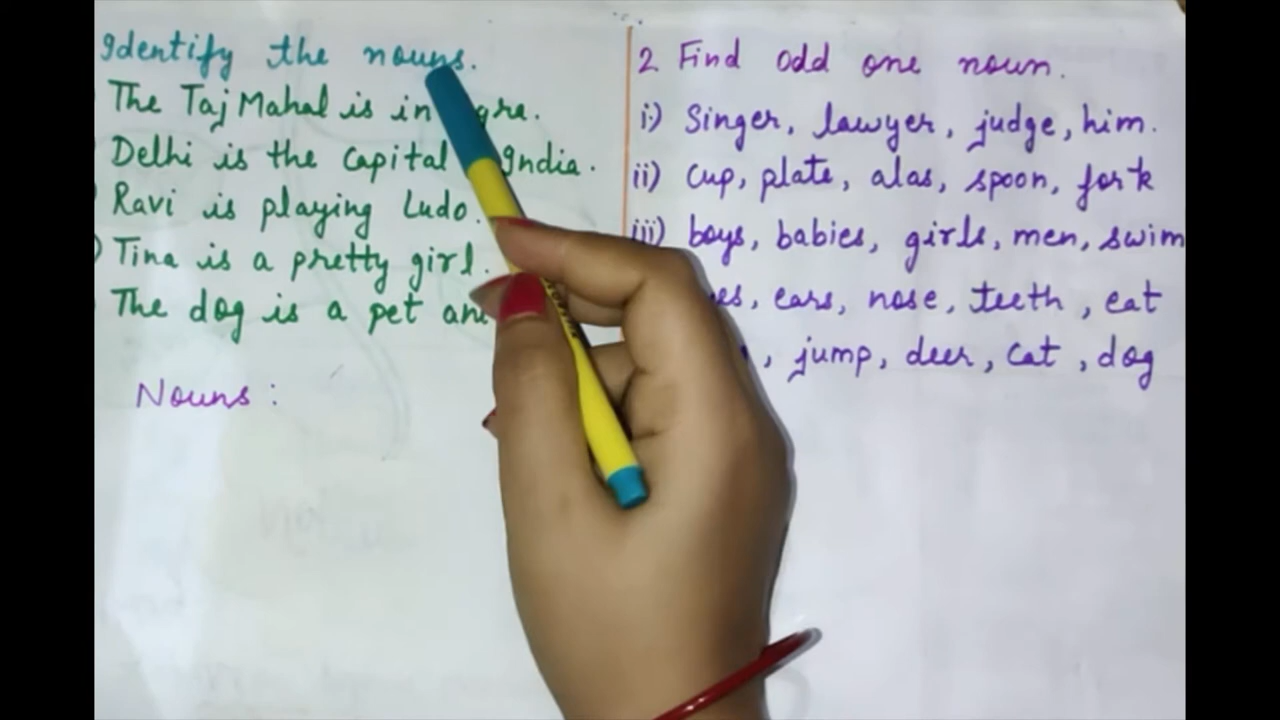 Identify the nouns.
The Taj Mahal is in
Delhi is the capital India.
Ravi is playing Ludo.
Tina is a pretty girl.
The dog is a pet
Nouns :
2 Find odd one noun.
i) Singer, lawyer, judge, him.
ii) cup, plate, alas, spoon, fork
iii) boys, babies, girls, men, swim
ears, nose, teeth, eat
, jump, deer, cat, dog